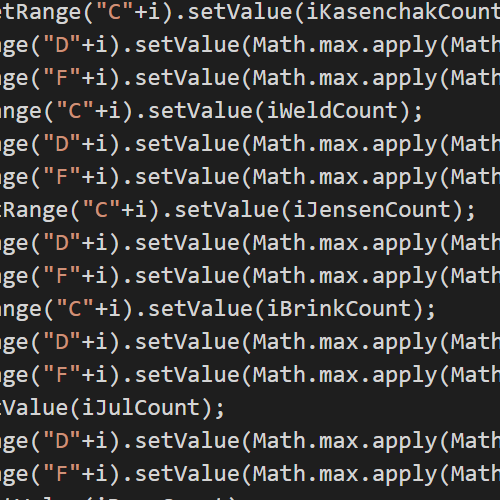 etRange("C"+i).setValue(iKasenchakCount
nge("D"+i).setValue(Math.max.apply(Math
nge("F"+i).setValue(Math.max.apply(Math
ange("C"+i).setValue(iWeldCount);
nge("D"+i).setValue(Math.max.apply(Math
nge("F"+i).setValue(Math.max.apply(Math
tRange("C"+i).setValue(iJensenCount);
nge("D"+i).setValue(Math.max.apply(Math
nge("F"+i).setValue(Math.max.apply(Math
ange("C"+i).setValue(iBrinkCount);
nge("D"+i).setValue(Math.max.apply(Math
nge("F"+i).setValue(Math.max.apply(Math
tValue(iJulCount);
nge("D"+i).setValue(Math.max.apply(Math
nge("F"+i).setValue(Math.max.apply(Math